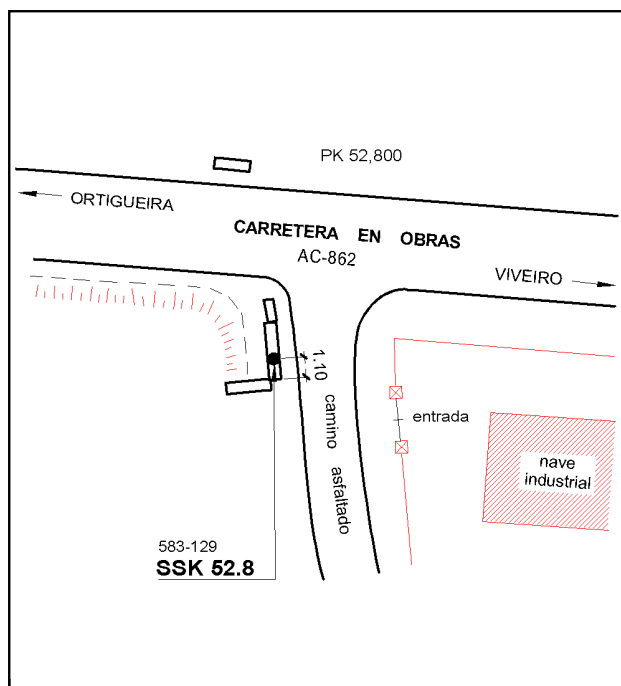 PK 52,800
ORTIGUEIRA
CARRETERA EN OBRAS
AC-862
VIVEIRO
1.10
camino asfaltado
entrada
nave
industrial
583-129
SSK 52.8